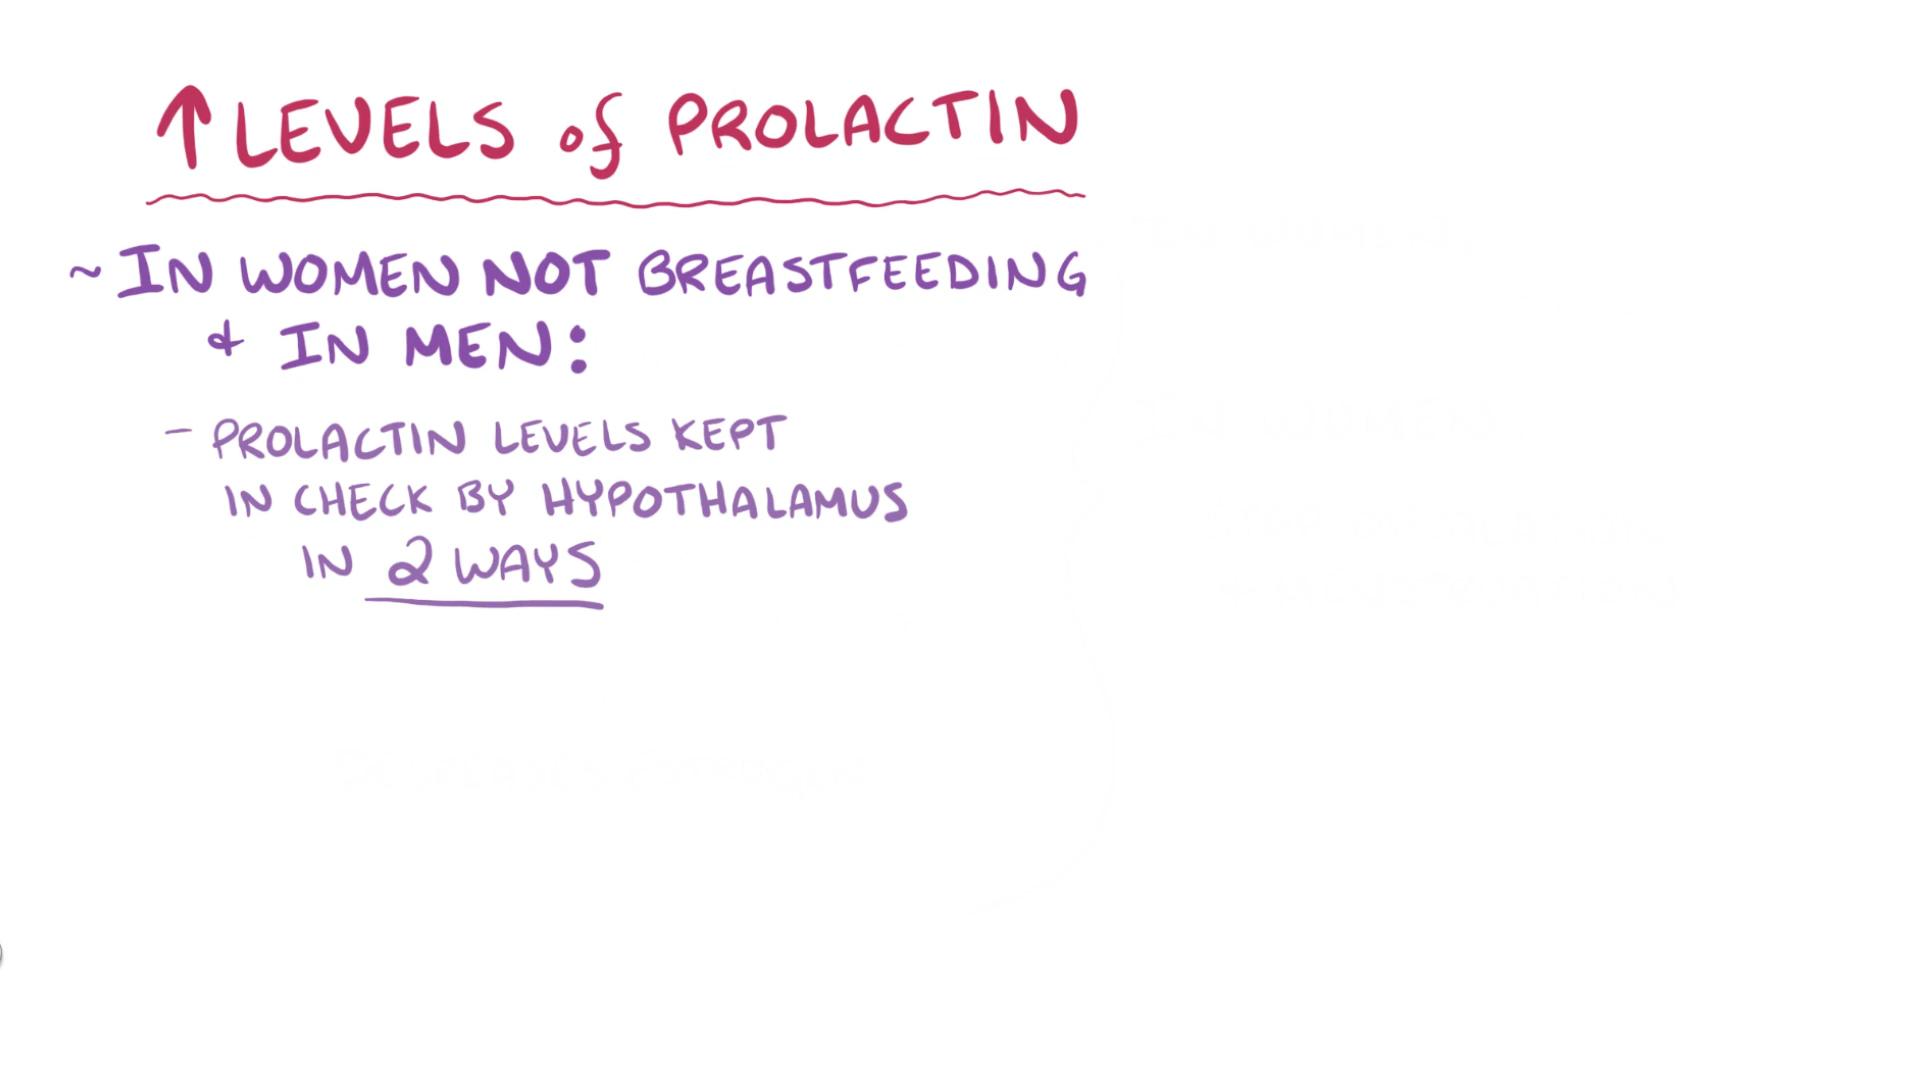 ↑ LEVELS of PROLACTIN
~ IN WOMEN NOT BREASTFEEDING
& IN MEN:
- PROLACTIN LEVELS KEPT
IN CHECK BY HYPOTHALAMUS
IN 2 WAYS